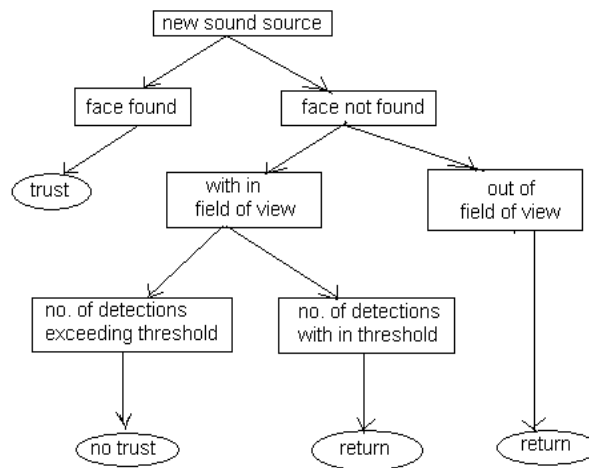 new sound source
face found
face not found
trust
with in
field of view
out of
field of view
no. of detections
exceeding threshold
no. of detections
with in threshold
no trust
return
return